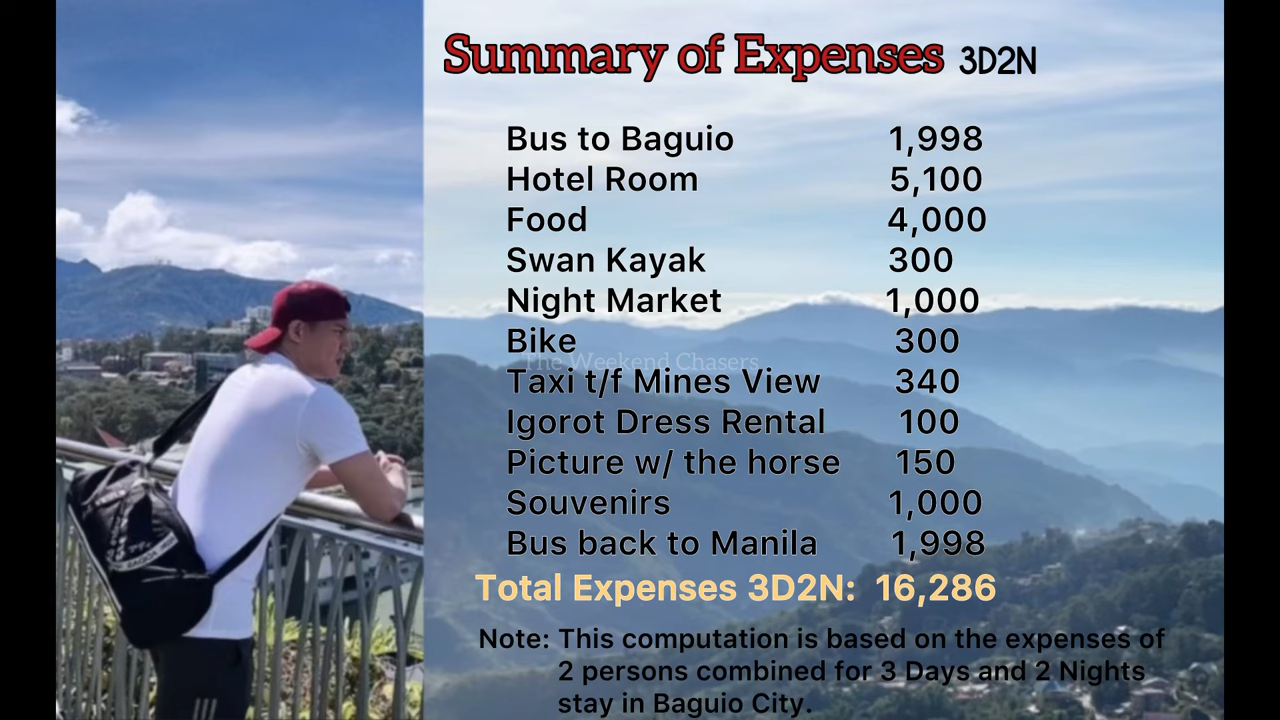 Summary of Expenses 3D2N
Bus to Baguio 1,998
Hotel Room 5,100
Food 4,000
Swan Kayak 300
Night Market 1,000
Bike 300
The Weekend Chasers
Taxi t/f Mines View 340
Igorot Dress Rental 100
Picture w/ the horse 150
Souvenirs 1,000
Bus back to Manila 1,998
Total Expenses 3D2N: 16,286
Note: This computation is based on the expenses of
2 persons combined for 3 Days and 2 Nights
stay in Baguio City.